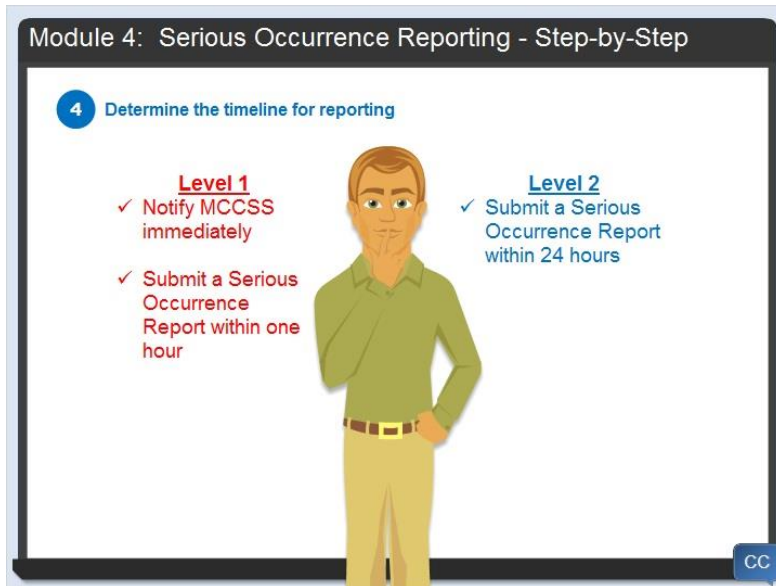 Module 4:  Serious Occurrence Reporting - Step-by-Step
4
Determine the timeline for reporting
Level 1
✓ Notify MCCSS
immediately
✓ Submit a Serious
Occurrence
Report within one
hour
Level 2
✓ Submit a Serious
Occurrence Report
within 24 hours
CC